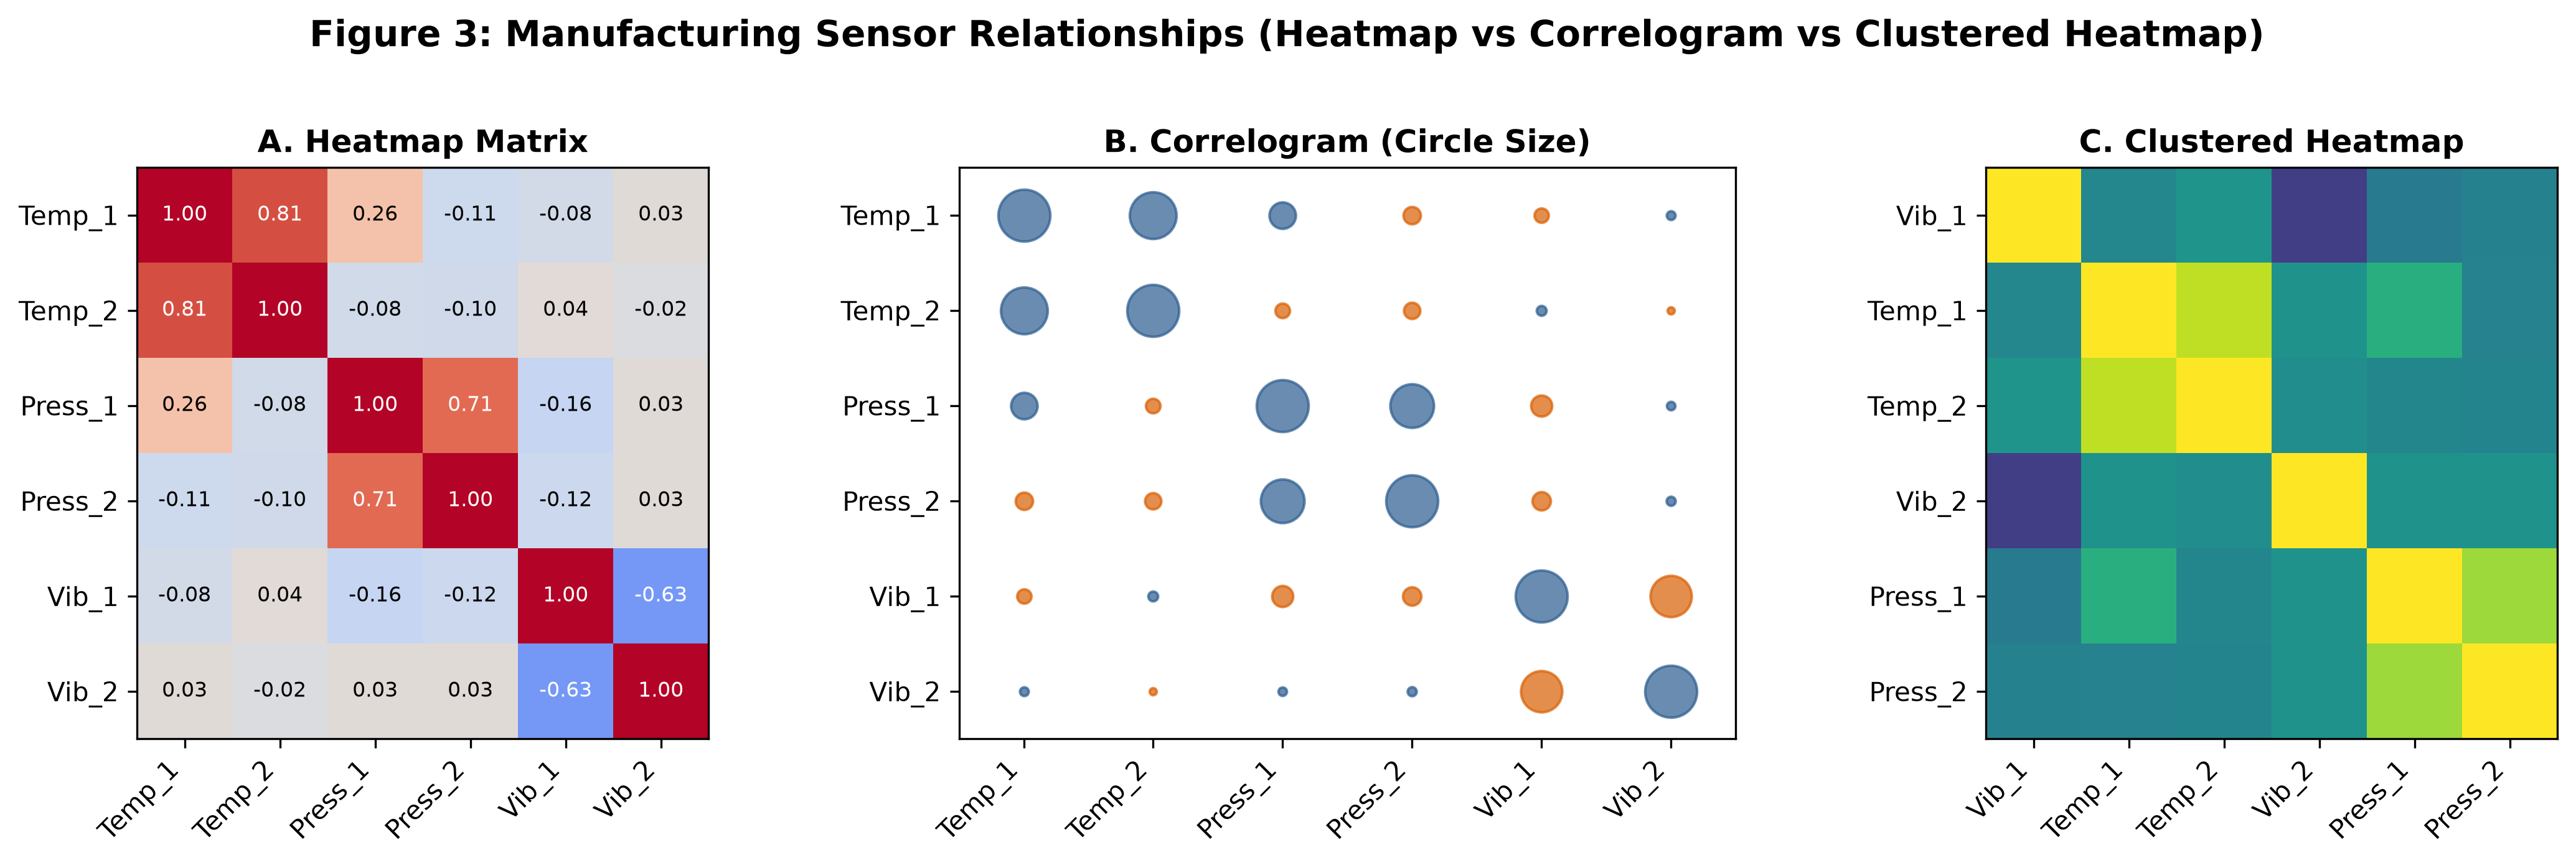 Figure 3: Manufacturing Sensor Relationships (Heatmap vs Correlogram vs Clustered Heatmap)
A. Heatmap Matrix
Temp_1 1.00 0.81 0.26 -0.11 -0.08 0.03
Temp_2 0.81 1.00 -0.08 -0.10 0.04 -0.02
Press_1 0.26 -0.08 1.00 0.71 -0.16 0.03
Press_2 -0.11 -0.10 0.71 1.00 -0.12 0.03
Vib_1 -0.08 0.04 -0.16 -0.12 1.00 -0.63
Vib_2 0.03 -0.02 0.03 0.03 -0.63 1.00
Temp_1 Temp_2 Press_1 Press_2 Vib_1 Vib_2
B. Correlogram (Circle Size)
Temp_1
Temp_2
Press_1
Press_2
Vib_1
Vib_2
Temp_1 Temp_2 Press_1 Press_2 Vib_1 Vib_2
C. Clustered Heatmap
Vib_1
Temp_1
Temp_2
Vib_2
Press_1
Press_2
Vib_1 Temp_1 Temp_2 Vib_2 Press_1 Press_2